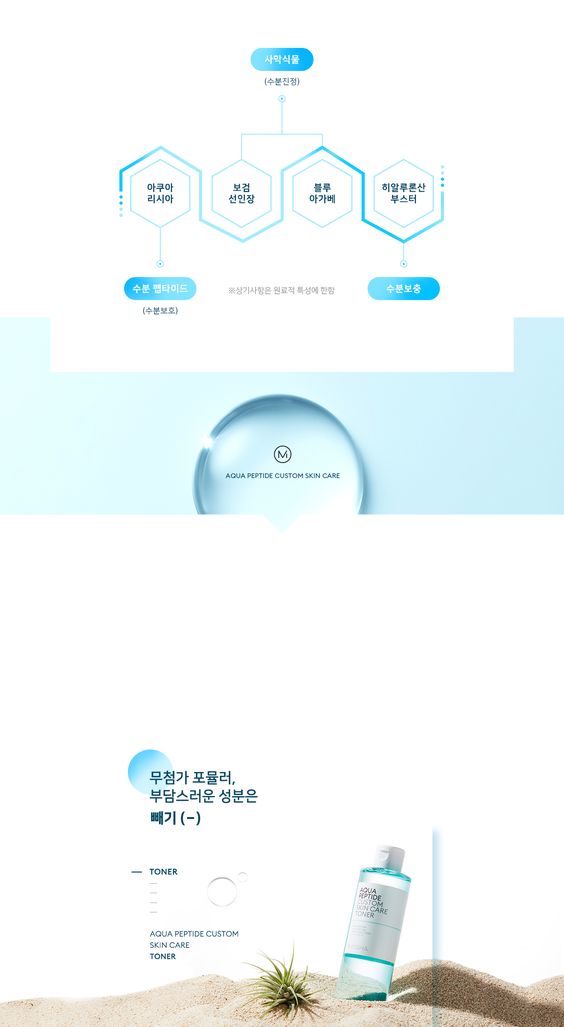 사막식물
(수분진정)
아쿠아
리시아
보검
선인장
블루
아가베
히알루론산
부스터
수분 펩타이드
(수분보호)
※상기사항은 원료적 특성에 한함
수분보충
M
AQUA PEPTIDE CUSTOM SKIN CARE
무첨가 포뮬러,
부담스러운 성분은
빼기 (−)
TONER
AQUA PEPTIDE CUSTOM
SKIN CARE
TONER
AQUA
PEPTIDE
CUSTOM
SKIN CARE
TONER